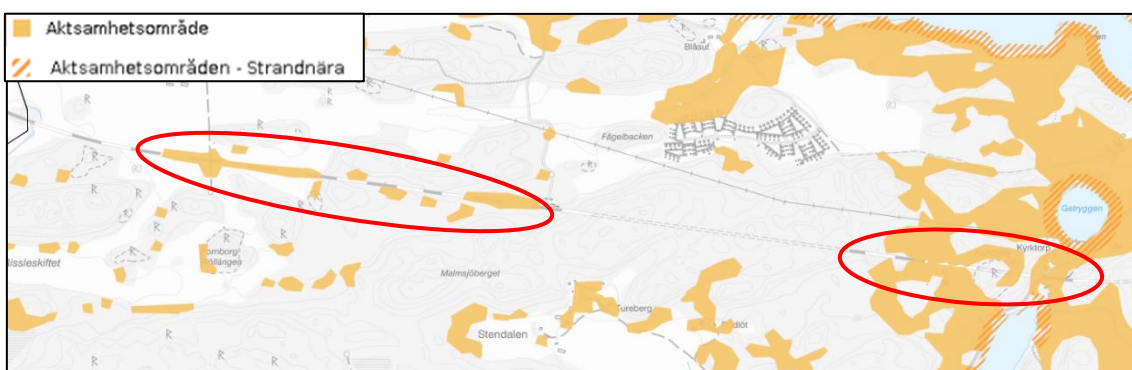 Aktsamhetsområde
Aktsamhetsområden - Strandnära
Blåsut
Fågelbacken
R
R
R
R
R
R
R
(R)
(R)
Getryggen
Kyrktorp
R
R
Malmsjöberget
Tureberg
Stendalen
R
R
R
R